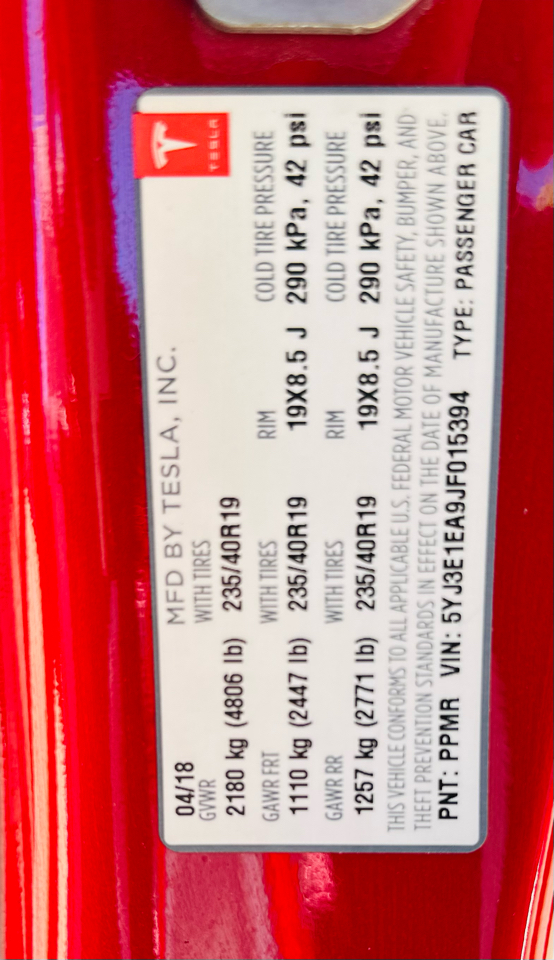 TESLA
04/18 MFD BY TESLA, INC.
GVWR WITH TIRES
2180 kg (4806 lb) 235/40R19
GAWR FRT WITH TIRES RIM COLD TIRE PRESSURE
1110 kg (2447 lb) 235/40R19 19X8.5 J 290 kPa, 42 psi
GAWR RR WITH TIRES RIM COLD TIRE PRESSURE
1257 kg (2771 lb) 235/40R19 19X8.5 J 290 kPa, 42 psi
THIS VEHICLE CONFORMS TO ALL APPLICABLE U.S. FEDERAL MOTOR VEHICLE SAFETY, BUMPER, AND
THEFT PREVENTION STANDARDS IN EFFECT ON THE DATE OF MANUFACTURE SHOWN ABOVE.
PNT: PPMR VIN: 5YJ3E1EA9JF015394 TYPE: PASSENGER CAR